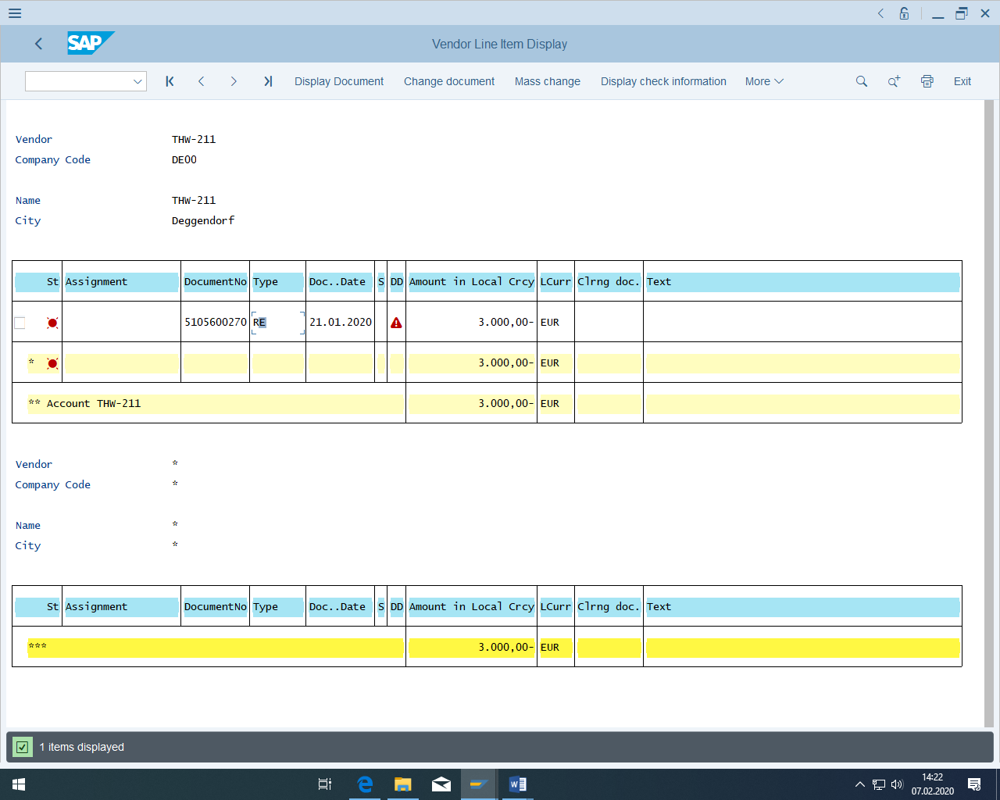 SAP
Vendor Line Item Display
Display Document Change document Mass change Display check information More Exit
Vendor THW-211
Company Code DE00
Name THW-211
City Deggendorf
St Assignment DocumentNo Type Doc..Date S DD Amount in Local Crcy LCurr Clrng doc. Text
5105600270 RE 21.01.2020 3.000,00- EUR
* 3.000,00- EUR
** Account THW-211 3.000,00- EUR
Vendor *
Company Code *
Name *
City *
St Assignment DocumentNo Type Doc..Date S DD Amount in Local Crcy LCurr Clrng doc. Text
*** 3.000,00- EUR
1 items displayed
14:22
07.02.2020